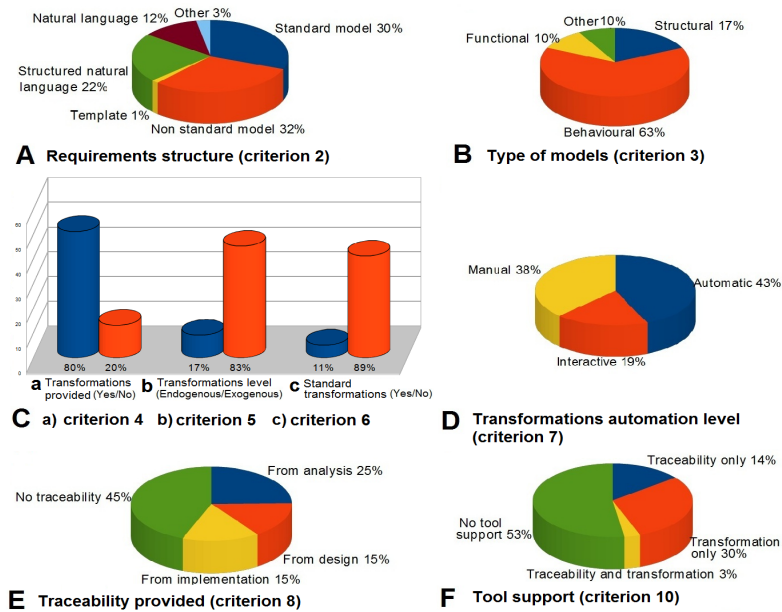 Natural language 12%
Other 3%
Standard model 30%
Structured natural
language 22%
Template 1%
Non standard model 32%
A Requirements structure (criterion 2)
Other 10%
Structural 17%
Functional 10%
Behavioural 63%
B Type of models (criterion 3)
60
50
40
30
20
10
0
80% 20% 17% 83% 11% 89%
a Transformations provided (Yes/No)
b Transformations level (Endogenous/Exogenous)
c Standard transformations (Yes/No)
C a) criterion 4 b) criterion 5 c) criterion 6
Manual 38%
Automatic 43%
Interactive 19%
D Transformations automation level
(criterion 7)
From analysis 25%
No traceability 45%
From design 15%
From implementation 15%
E Traceability provided (criterion 8)
Traceability only 14%
No tool
support 53%
Transformation
only 30%
Traceability and transformation 3%
F Tool support (criterion 10)